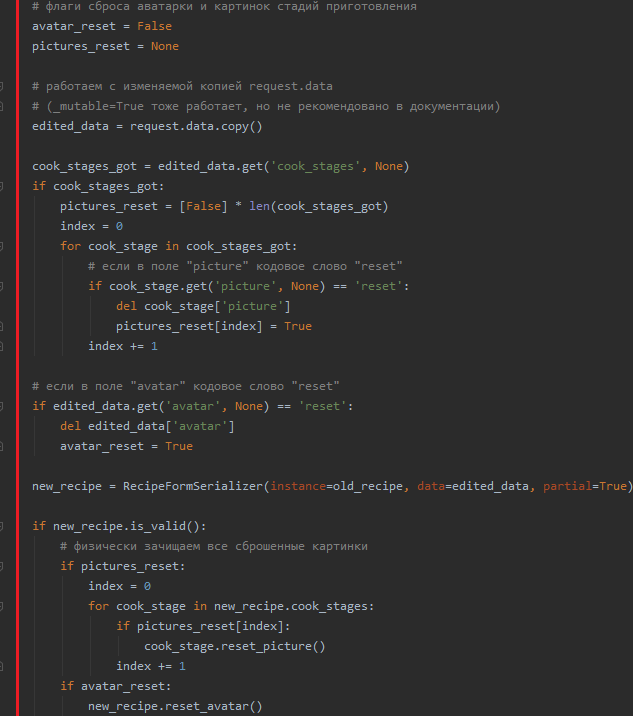 # флаги сброса аватарки и картинок стадий приготовления
avatar_reset = False
pictures_reset = None
# работаем с изменяемой копией request.data
# (_mutable=True тоже работает, но не рекомендовано в документации)
edited_data = request.data.copy()
cook_stages_got = edited_data.get('cook_stages', None)
if cook_stages_got:
    pictures_reset = [False] * len(cook_stages_got)
    index = 0
    for cook_stage in cook_stages_got:
        # если в поле "picture" кодовое слово "reset"
        if cook_stage.get('picture', None) == 'reset':
            del cook_stage['picture']
            pictures_reset[index] = True
        index += 1
# если в поле "avatar" кодовое слово "reset"
if edited_data.get('avatar', None) == 'reset':
    del edited_data['avatar']
    avatar_reset = True
new_recipe = RecipeFormSerializer(instance=old_recipe, data=edited_data, partial=True)
if new_recipe.is_valid():
    # физически зачищаем все сброшенные картинки
    if pictures_reset:
        index = 0
        for cook_stage in new_recipe.cook_stages:
            if pictures_reset[index]:
                cook_stage.reset_picture()
            index += 1
    if avatar_reset:
        new_recipe.reset_avatar()